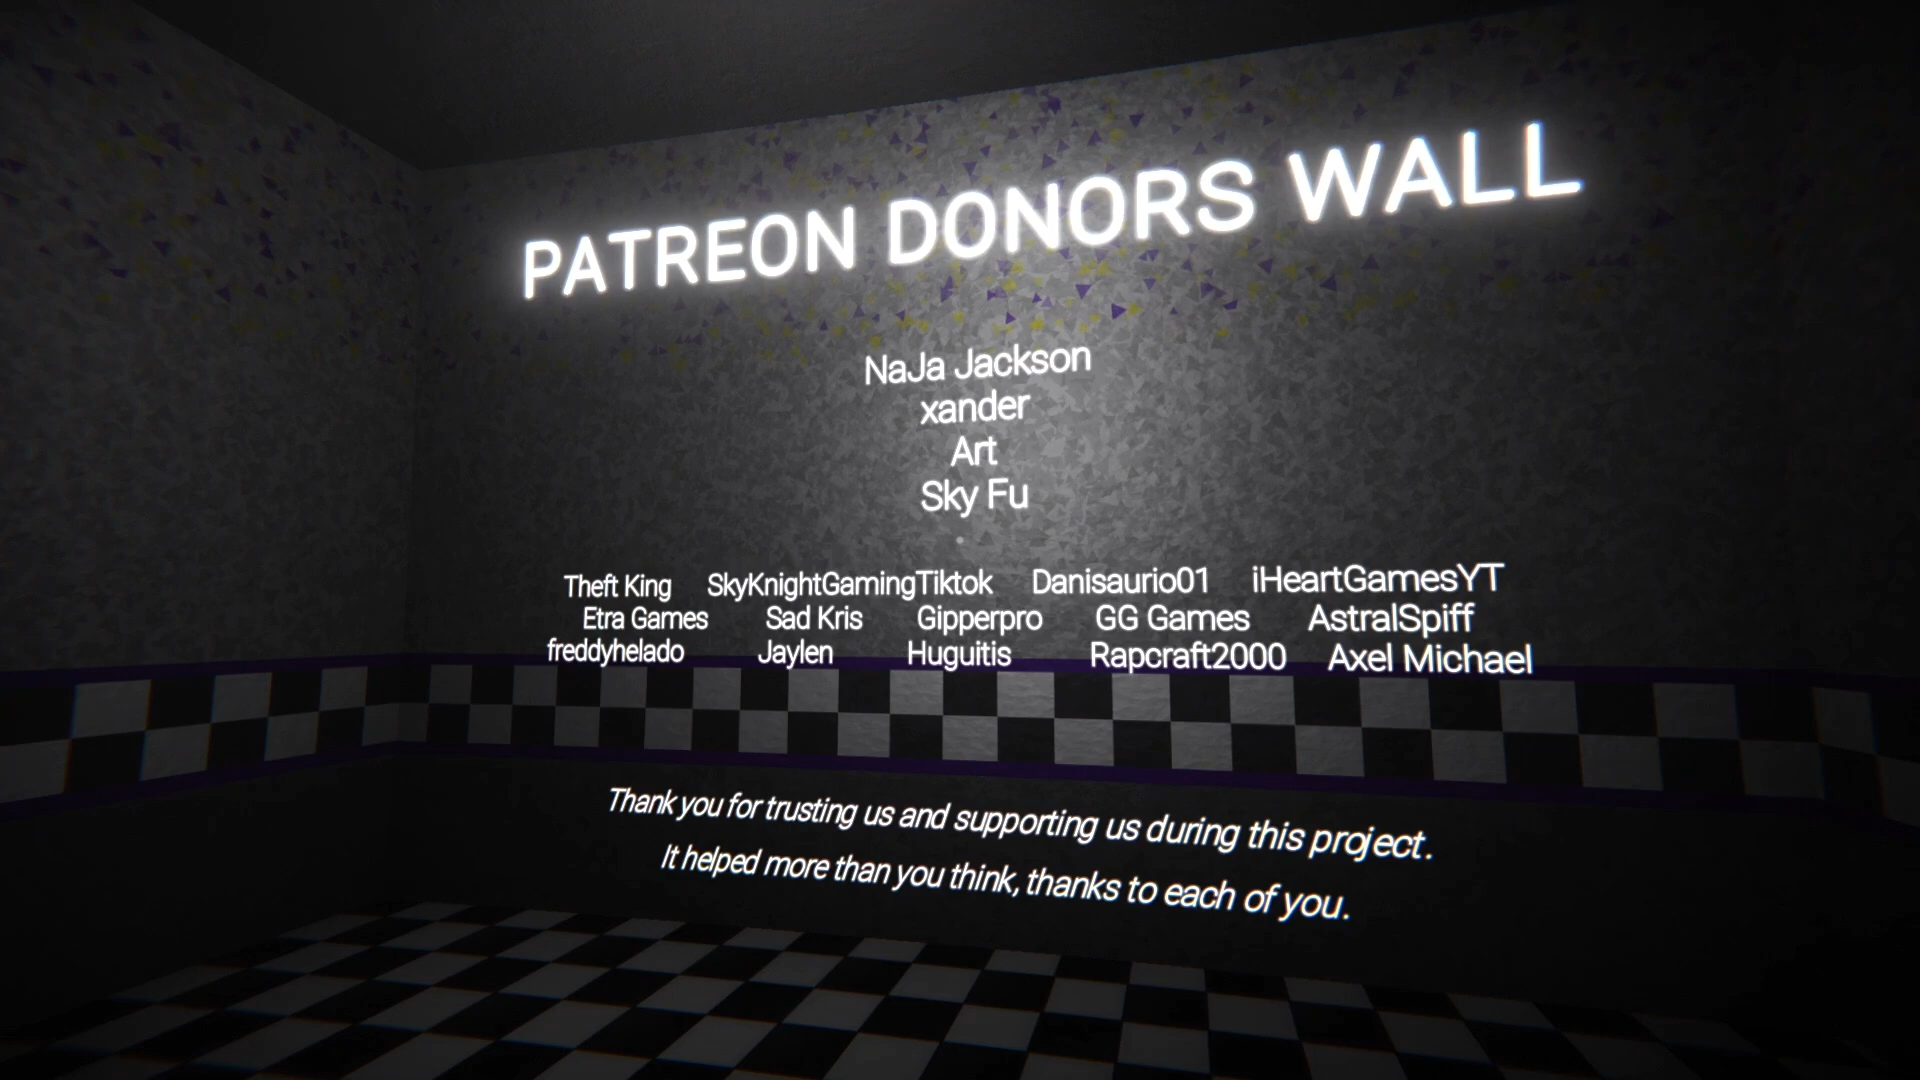 PATREON DONORS WALL
NaJa Jackson
xander
Art
Sky Fu
Theft King SkyKnightGamingTiktok Danisaurio01 iHeartGamesYT
Etra Games Sad Kris Gipperpro GG Games AstralSpiff
freddyhelado Jaylen Huguitis Rapcraft2000 Axel Michael
Thank you for trusting us and supporting us during this project.
It helped more than you think, thanks to each of you.